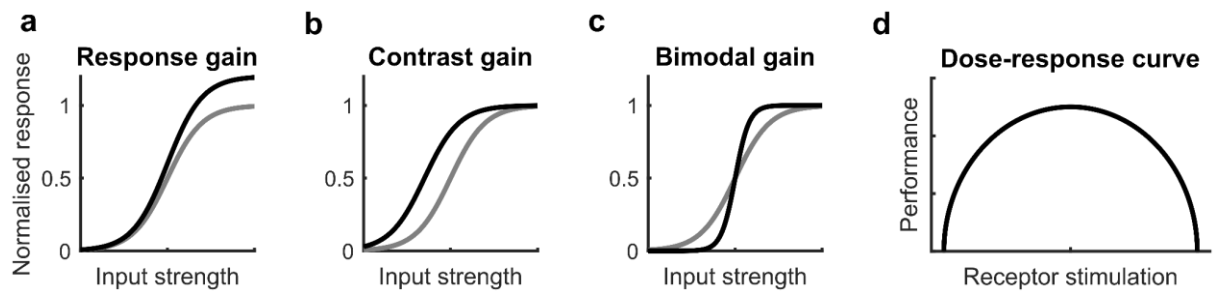 a
Response gain
Normalised response
1
0.5
0
Input strength
b
Contrast gain
1
0.5
0
Input strength
c
Bimodal gain
1
0.5
0
Input strength
d
Dose-response curve
Performance
Receptor stimulation